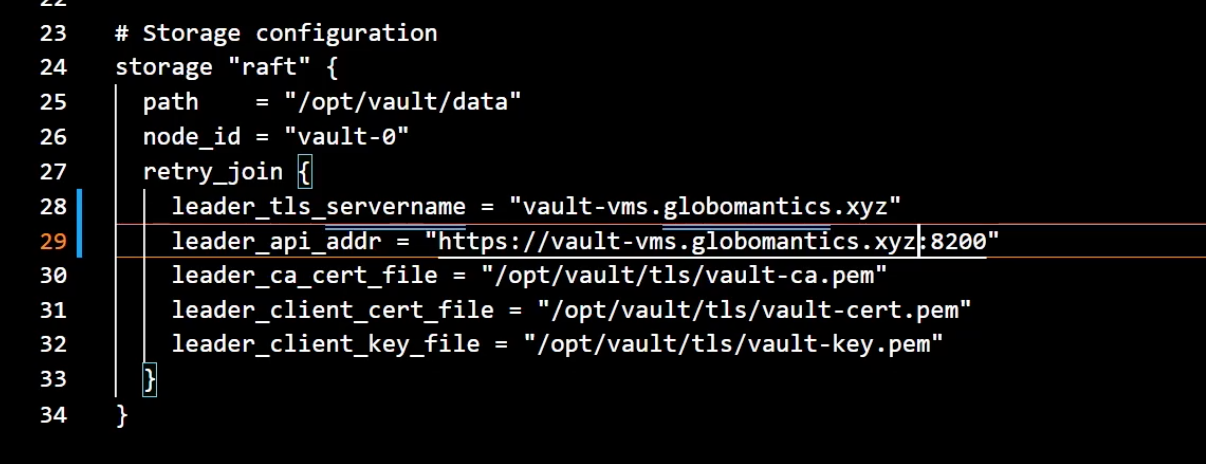 22
23 # Storage configuration
24 storage "raft" {
25 path = "/opt/vault/data"
26 node_id = "vault-0"
27 retry_join {
28 leader_tls_servername = "vault-vms.globomantics.xyz"
29 leader_api_addr = "https://vault-vms.globomantics.xyz:8200"
30 leader_ca_cert_file = "/opt/vault/tls/vault-ca.pem"
31 leader_client_cert_file = "/opt/vault/tls/vault-cert.pem"
32 leader_client_key_file = "/opt/vault/tls/vault-key.pem"
33 }
34 }